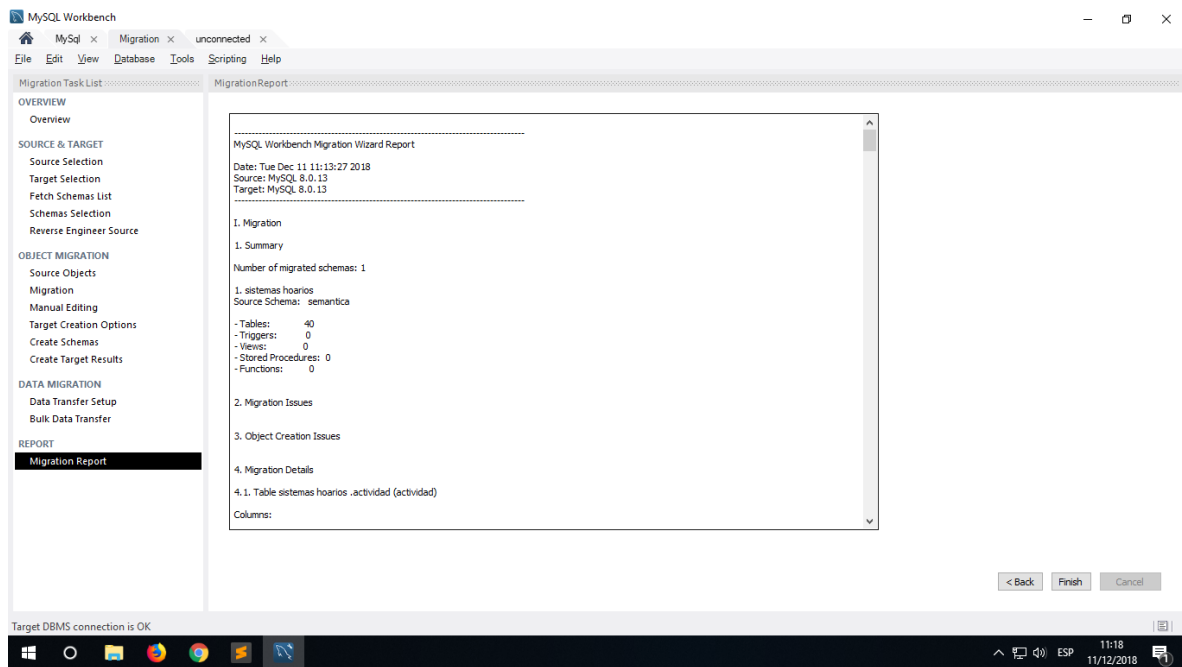 MySQL Workbench
MySql × Migration × unconnected ×
File Edit View Database Tools Scripting Help
Migration Task List
Migration Report
OVERVIEW
Overview
SOURCE & TARGET
Source Selection
Target Selection
Fetch Schemas List
Schemas Selection
Reverse Engineer Source
OBJECT MIGRATION
Source Objects
Migration
Manual Editing
Target Creation Options
Create Schemas
Create Target Results
DATA MIGRATION
Data Transfer Setup
Bulk Data Transfer
REPORT
Migration Report
------------------------------------------------------------------------------------
MySQL Workbench Migration Wizard Report
Date: Tue Dec 11 11:13:27 2018
Source: MySQL 8.0.13
Target: MySQL 8.0.13
------------------------------------------------------------------------------------
I. Migration
1. Summary
Number of migrated schemas: 1
1. sistemas hoarios
Source Schema: semantica
- Tables: 40
- Triggers: 0
- Views: 0
- Stored Procedures: 0
- Functions: 0
2. Migration Issues
3. Object Creation Issues
4. Migration Details
4.1. Table sistemas hoarios .actividad (actividad)
Columns:
< Back Finish Cancel
Target DBMS connection is OK
ESP
11:18
11/12/2018
1